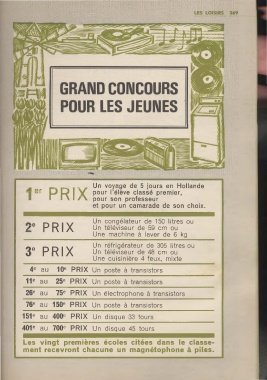 LES LOISIRS 169
GRAND CONCOURS
POUR LES JEUNES
1er PRIX
Un voyage de 5 jours en Hollande
pour l'élève classé premier,
pour son professeur
et pour un camarade de son choix.
2e PRIX
Un congélateur de 150 litres ou
Un téléviseur de 59 cm ou
Une machine à laver de 6 kg
3e PRIX
Un réfrigérateur de 305 litres ou
Un téléviseur de 48 cm ou
Une cuisinière 4 feux, mixte
4e au 10e PRIX Un poste à transistors
11e au 25e PRIX Un poste à transistors
26e au 75e PRIX Un électrophone à transistors
76e au 150e PRIX Un poste à transistors
151e au 400e PRIX Un disque 33 tours
401e au 700e PRIX Un disque 45 tours
Les vingt premières écoles citées dans le classe-
ment recevront chacune un magnétophone à piles.